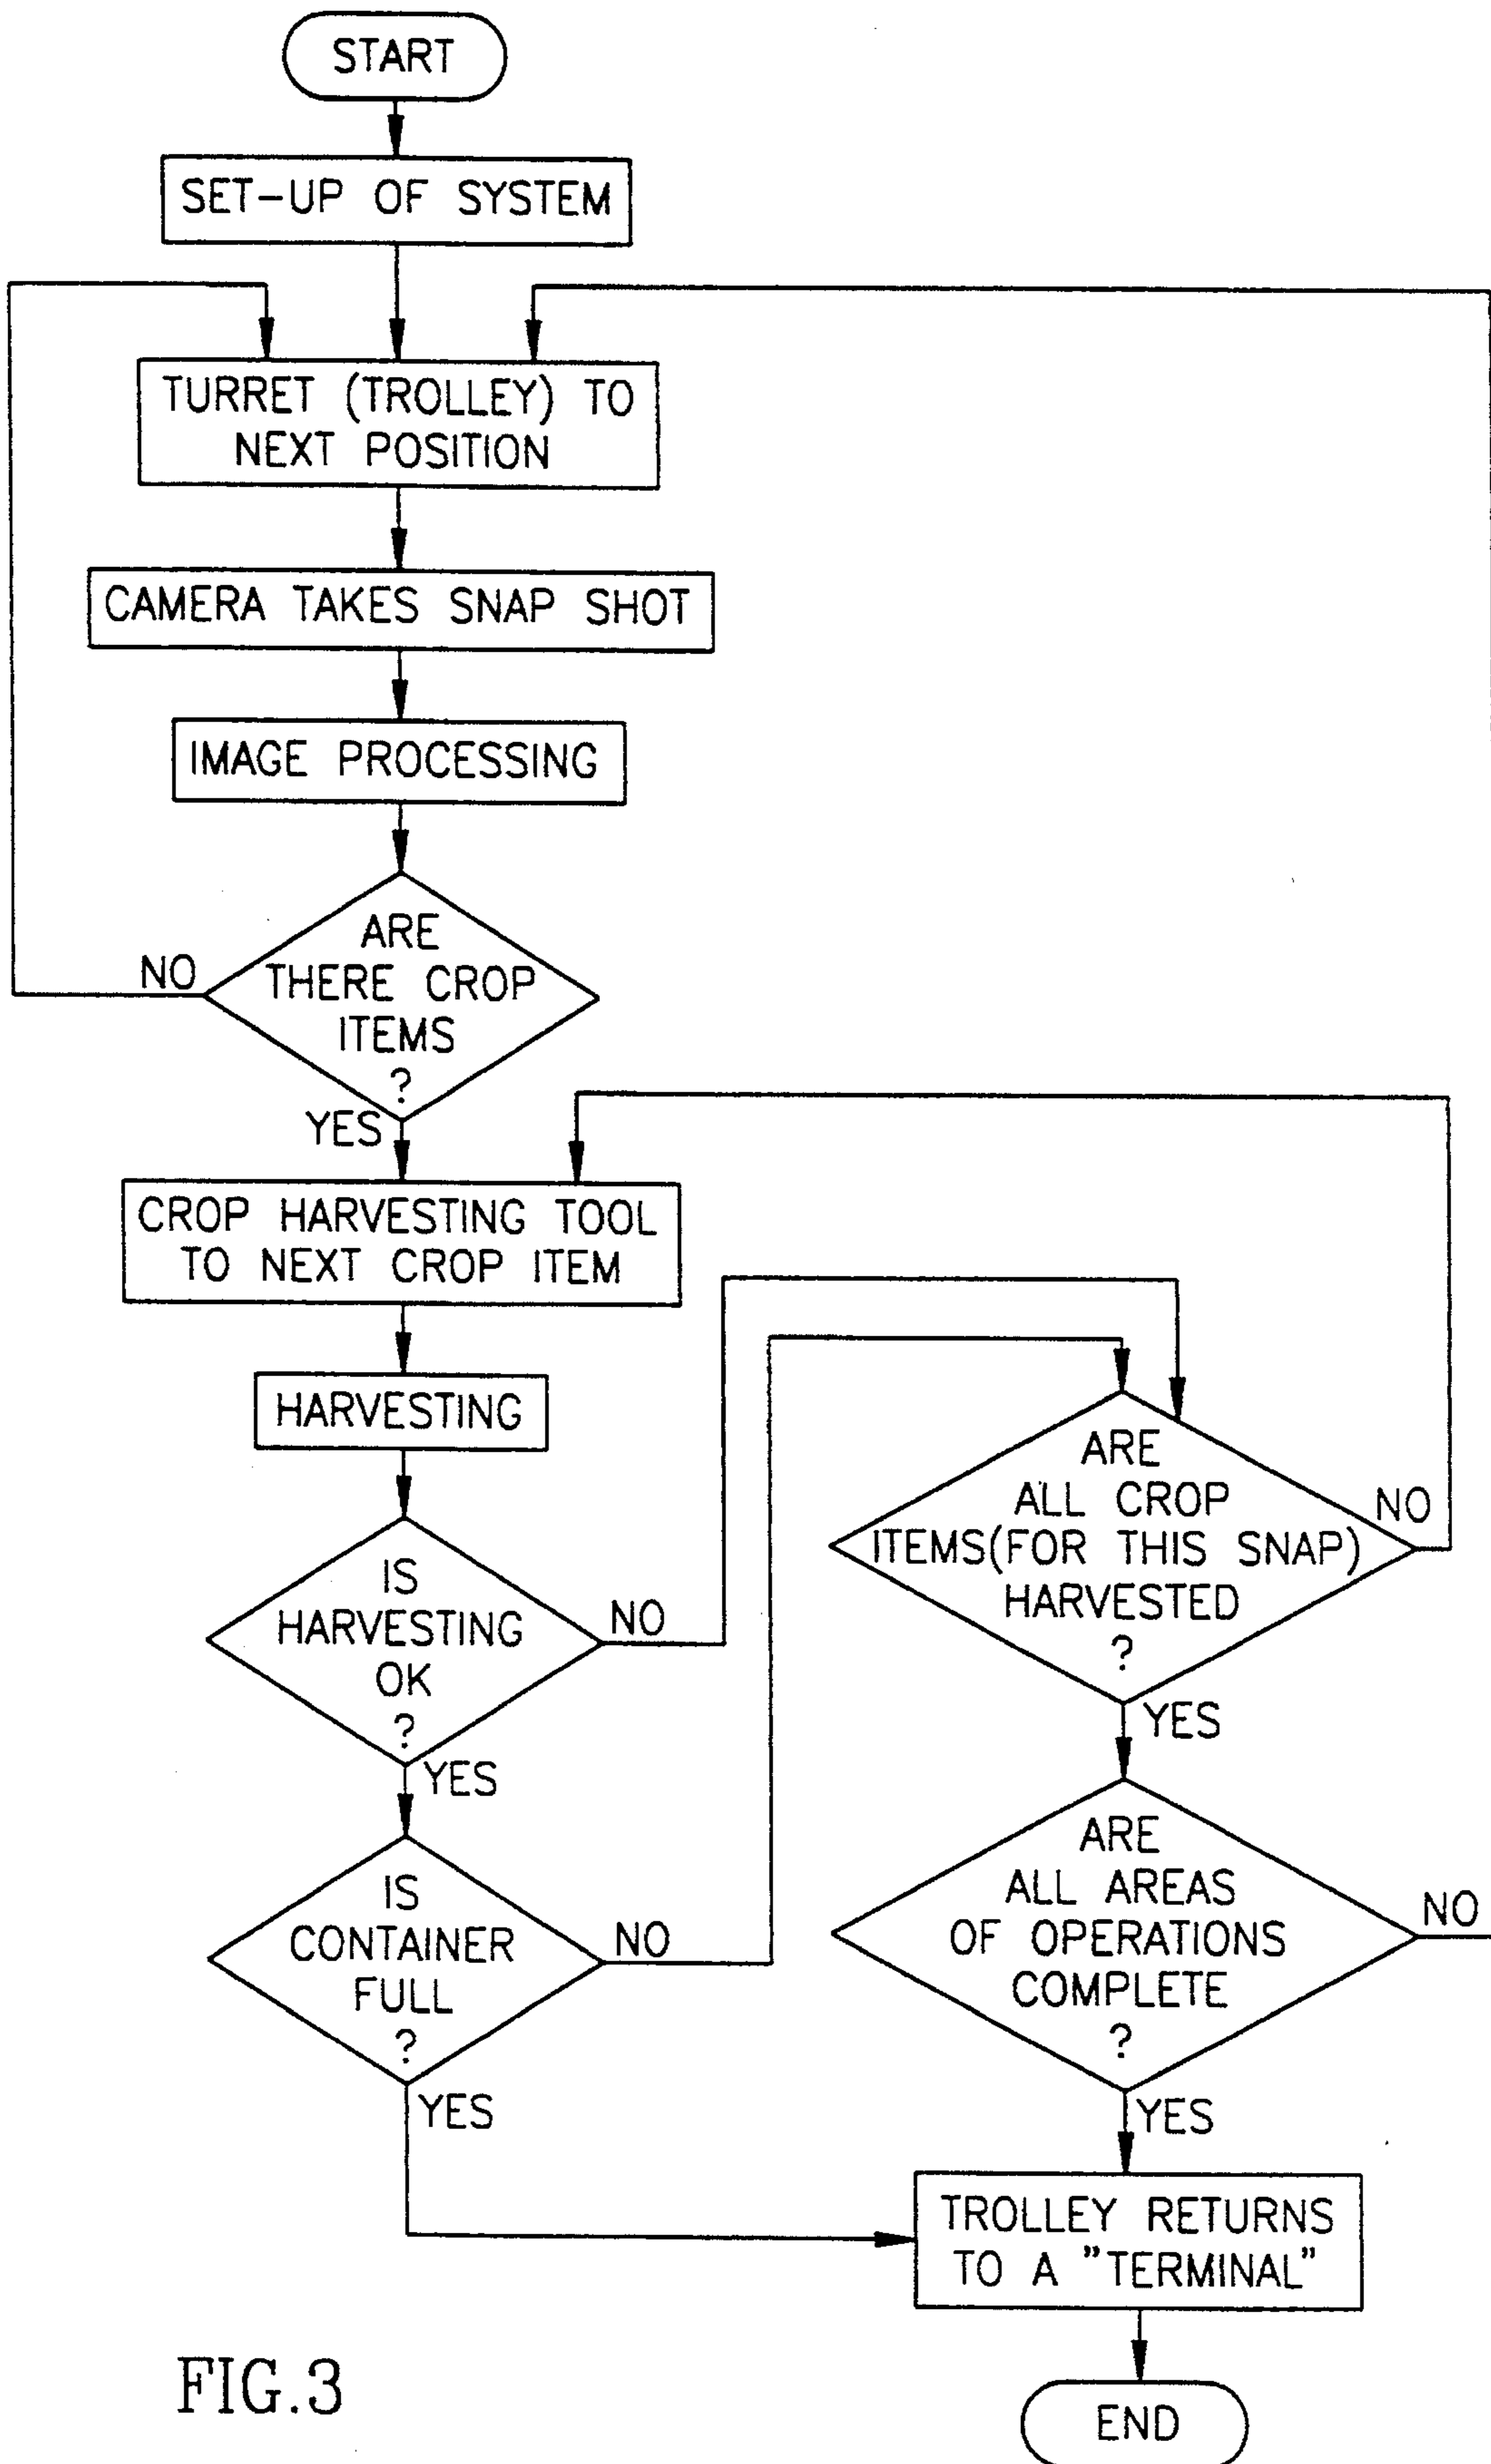 START
SET-UP OF SYSTEM
TURRET (TROLLEY) TO
NEXT POSITION
CAMERA TAKES SNAP SHOT
IMAGE PROCESSING
ARE
THERE CROP
ITEMS
?
NO
YES
CROP HARVESTING TOOL
TO NEXT CROP ITEM
HARVESTING
IS
HARVESTING
OK
?
NO
YES
IS
CONTAINER
FULL
?
NO
YES
ARE
ALL CROP
ITEMS(FOR THIS SNAP)
HARVESTED
?
NO
YES
ARE
ALL AREAS
OF OPERATIONS
COMPLETE
?
NO
YES
TROLLEY RETURNS
TO A "TERMINAL"
END
FIG.3